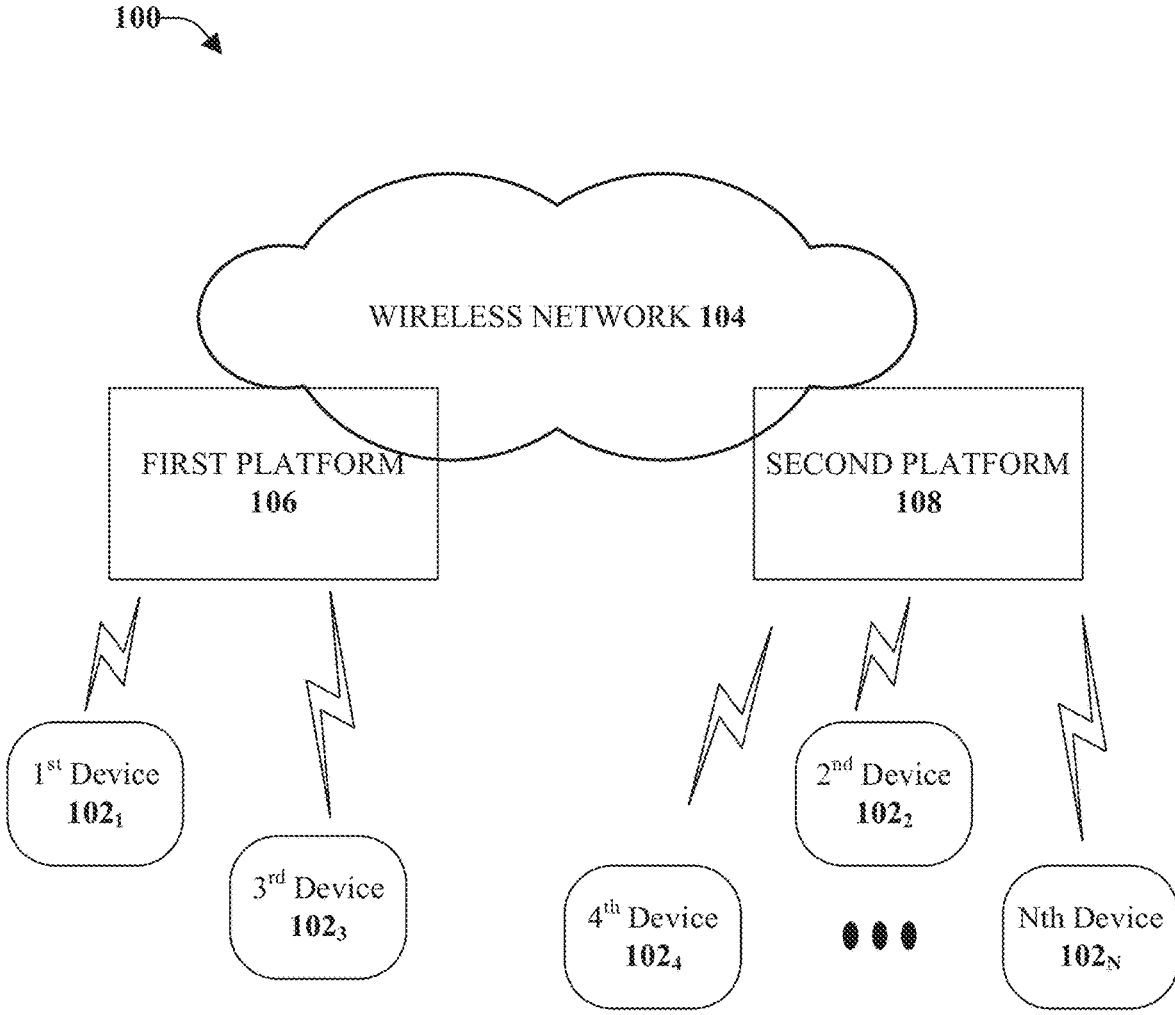 100
WIRELESS NETWORK 104
FIRST PLATFORM
106
SECOND PLATFORM
108
1st Device
102₁
2nd Device
102₂
3rd Device
102₃
4th Device
102₄
Nth Device
102N